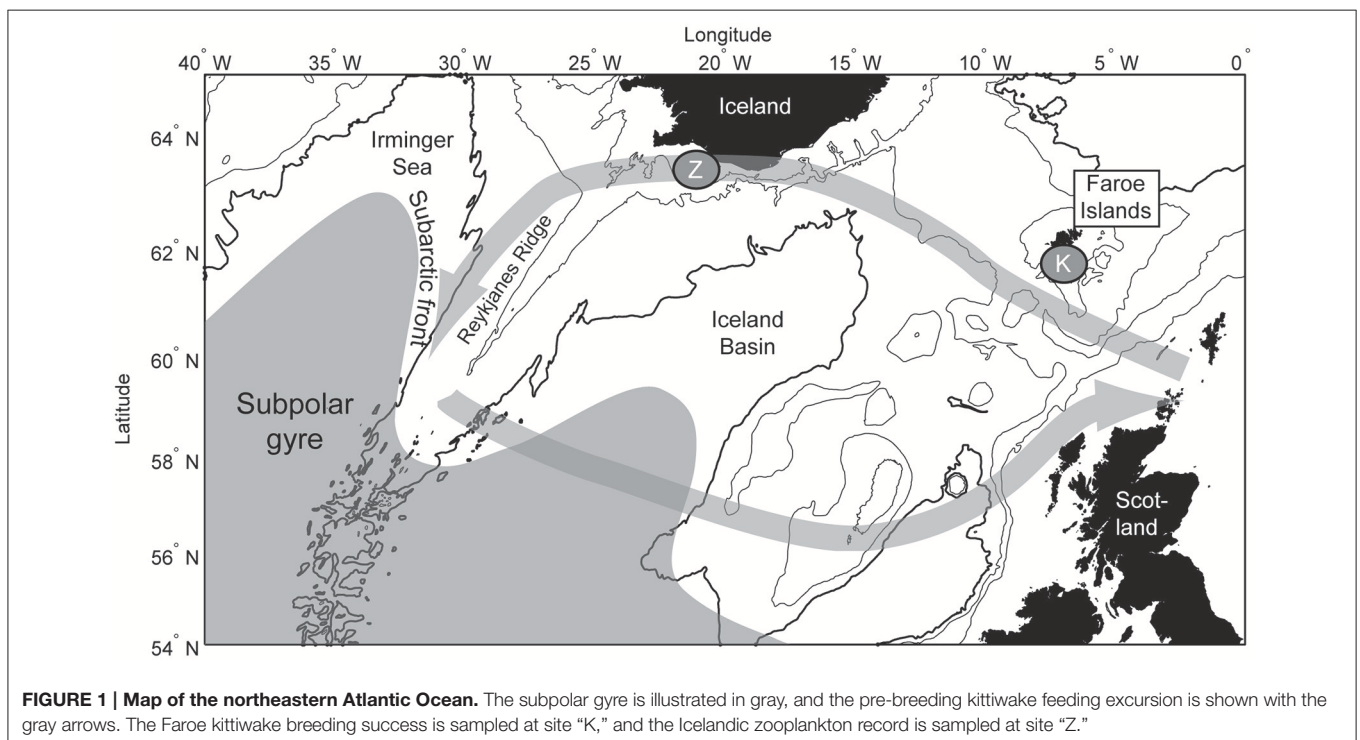 Longitude
40° W 35° W 30° W 25° W 20° W 15° W 10° W 5° W 0°
Latitude
64° N
62° N
60° N
58° N
56° N
54° N
Iceland
Irminger
Sea
Z
Faroe
Islands
K
Subarctic front
Reykjanes Ridge
Iceland
Basin
Subpolar
gyre
Scot-
land
FIGURE 1 | Map of the northeastern Atlantic Ocean. The subpolar gyre is illustrated in gray, and the pre-breeding kittiwake feeding excursion is shown with the
gray arrows. The Faroe kittiwake breeding success is sampled at site “K,” and the Icelandic zooplankton record is sampled at site “Z.”